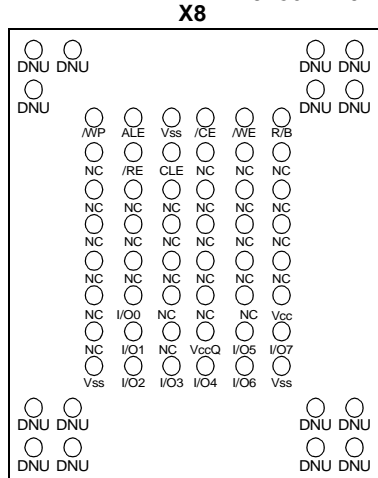 X8
DNU DNU DNU DNU
DNU DNU DNU
/WP ALE Vss /CE /WE R/B
NC /RE CLE NC NC NC
NC NC NC NC NC NC
NC NC NC NC NC NC
NC NC NC NC NC NC
NC I/O0 NC NC NC Vcc
NC I/O1 NC VccQ I/O5 I/O7
Vss I/O2 I/O3 I/O4 I/O6 Vss
DNU DNU DNU DNU
DNU DNU DNU DNU